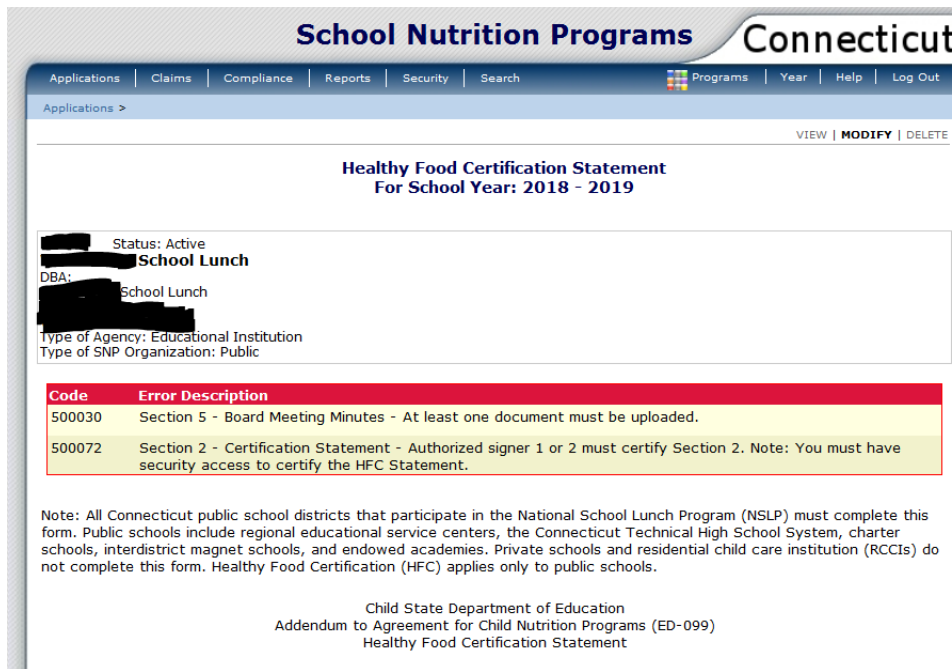 School Nutrition Programs
Connecticut
Applications | Claims | Compliance | Reports | Security | Search
Programs | Year | Help | Log Out
Applications >
VIEW | MODIFY | DELETE
Healthy Food Certification Statement
For School Year: 2018 - 2019
Status: Active
School Lunch
DBA:
School Lunch
Type of Agency: Educational Institution
Type of SNP Organization: Public
Code Error Description
500030 Section 5 - Board Meeting Minutes - At least one document must be uploaded.
500072 Section 2 - Certification Statement - Authorized signer 1 or 2 must certify Section 2. Note: You must have
security access to certify the HFC Statement.
Note: All Connecticut public school districts that participate in the National School Lunch Program (NSLP) must complete this
form. Public schools include regional educational service centers, the Connecticut Technical High School System, charter
schools, interdistrict magnet schools, and endowed academies. Private schools and residential child care institution (RCCIs) do
not complete this form. Healthy Food Certification (HFC) applies only to public schools.
Child State Department of Education
Addendum to Agreement for Child Nutrition Programs (ED-099)
Healthy Food Certification Statement